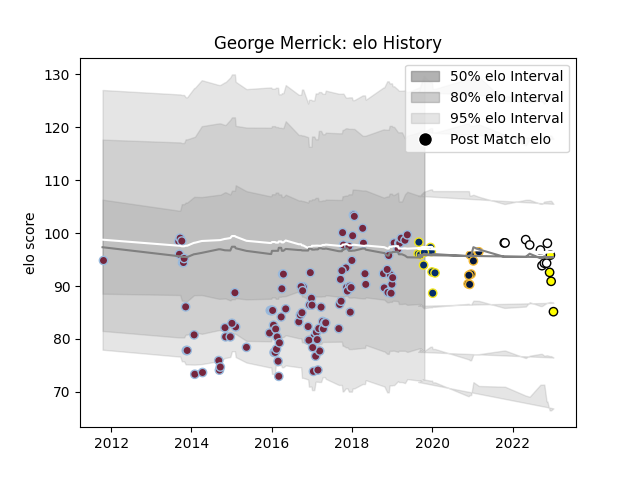 George Merrick: elo History
130
120
110
100
90
80
70
elo score
50% elo Interval
80% elo Interval
95% elo Interval
Post Match elo
2012
2014
2016
2018
2020
2022